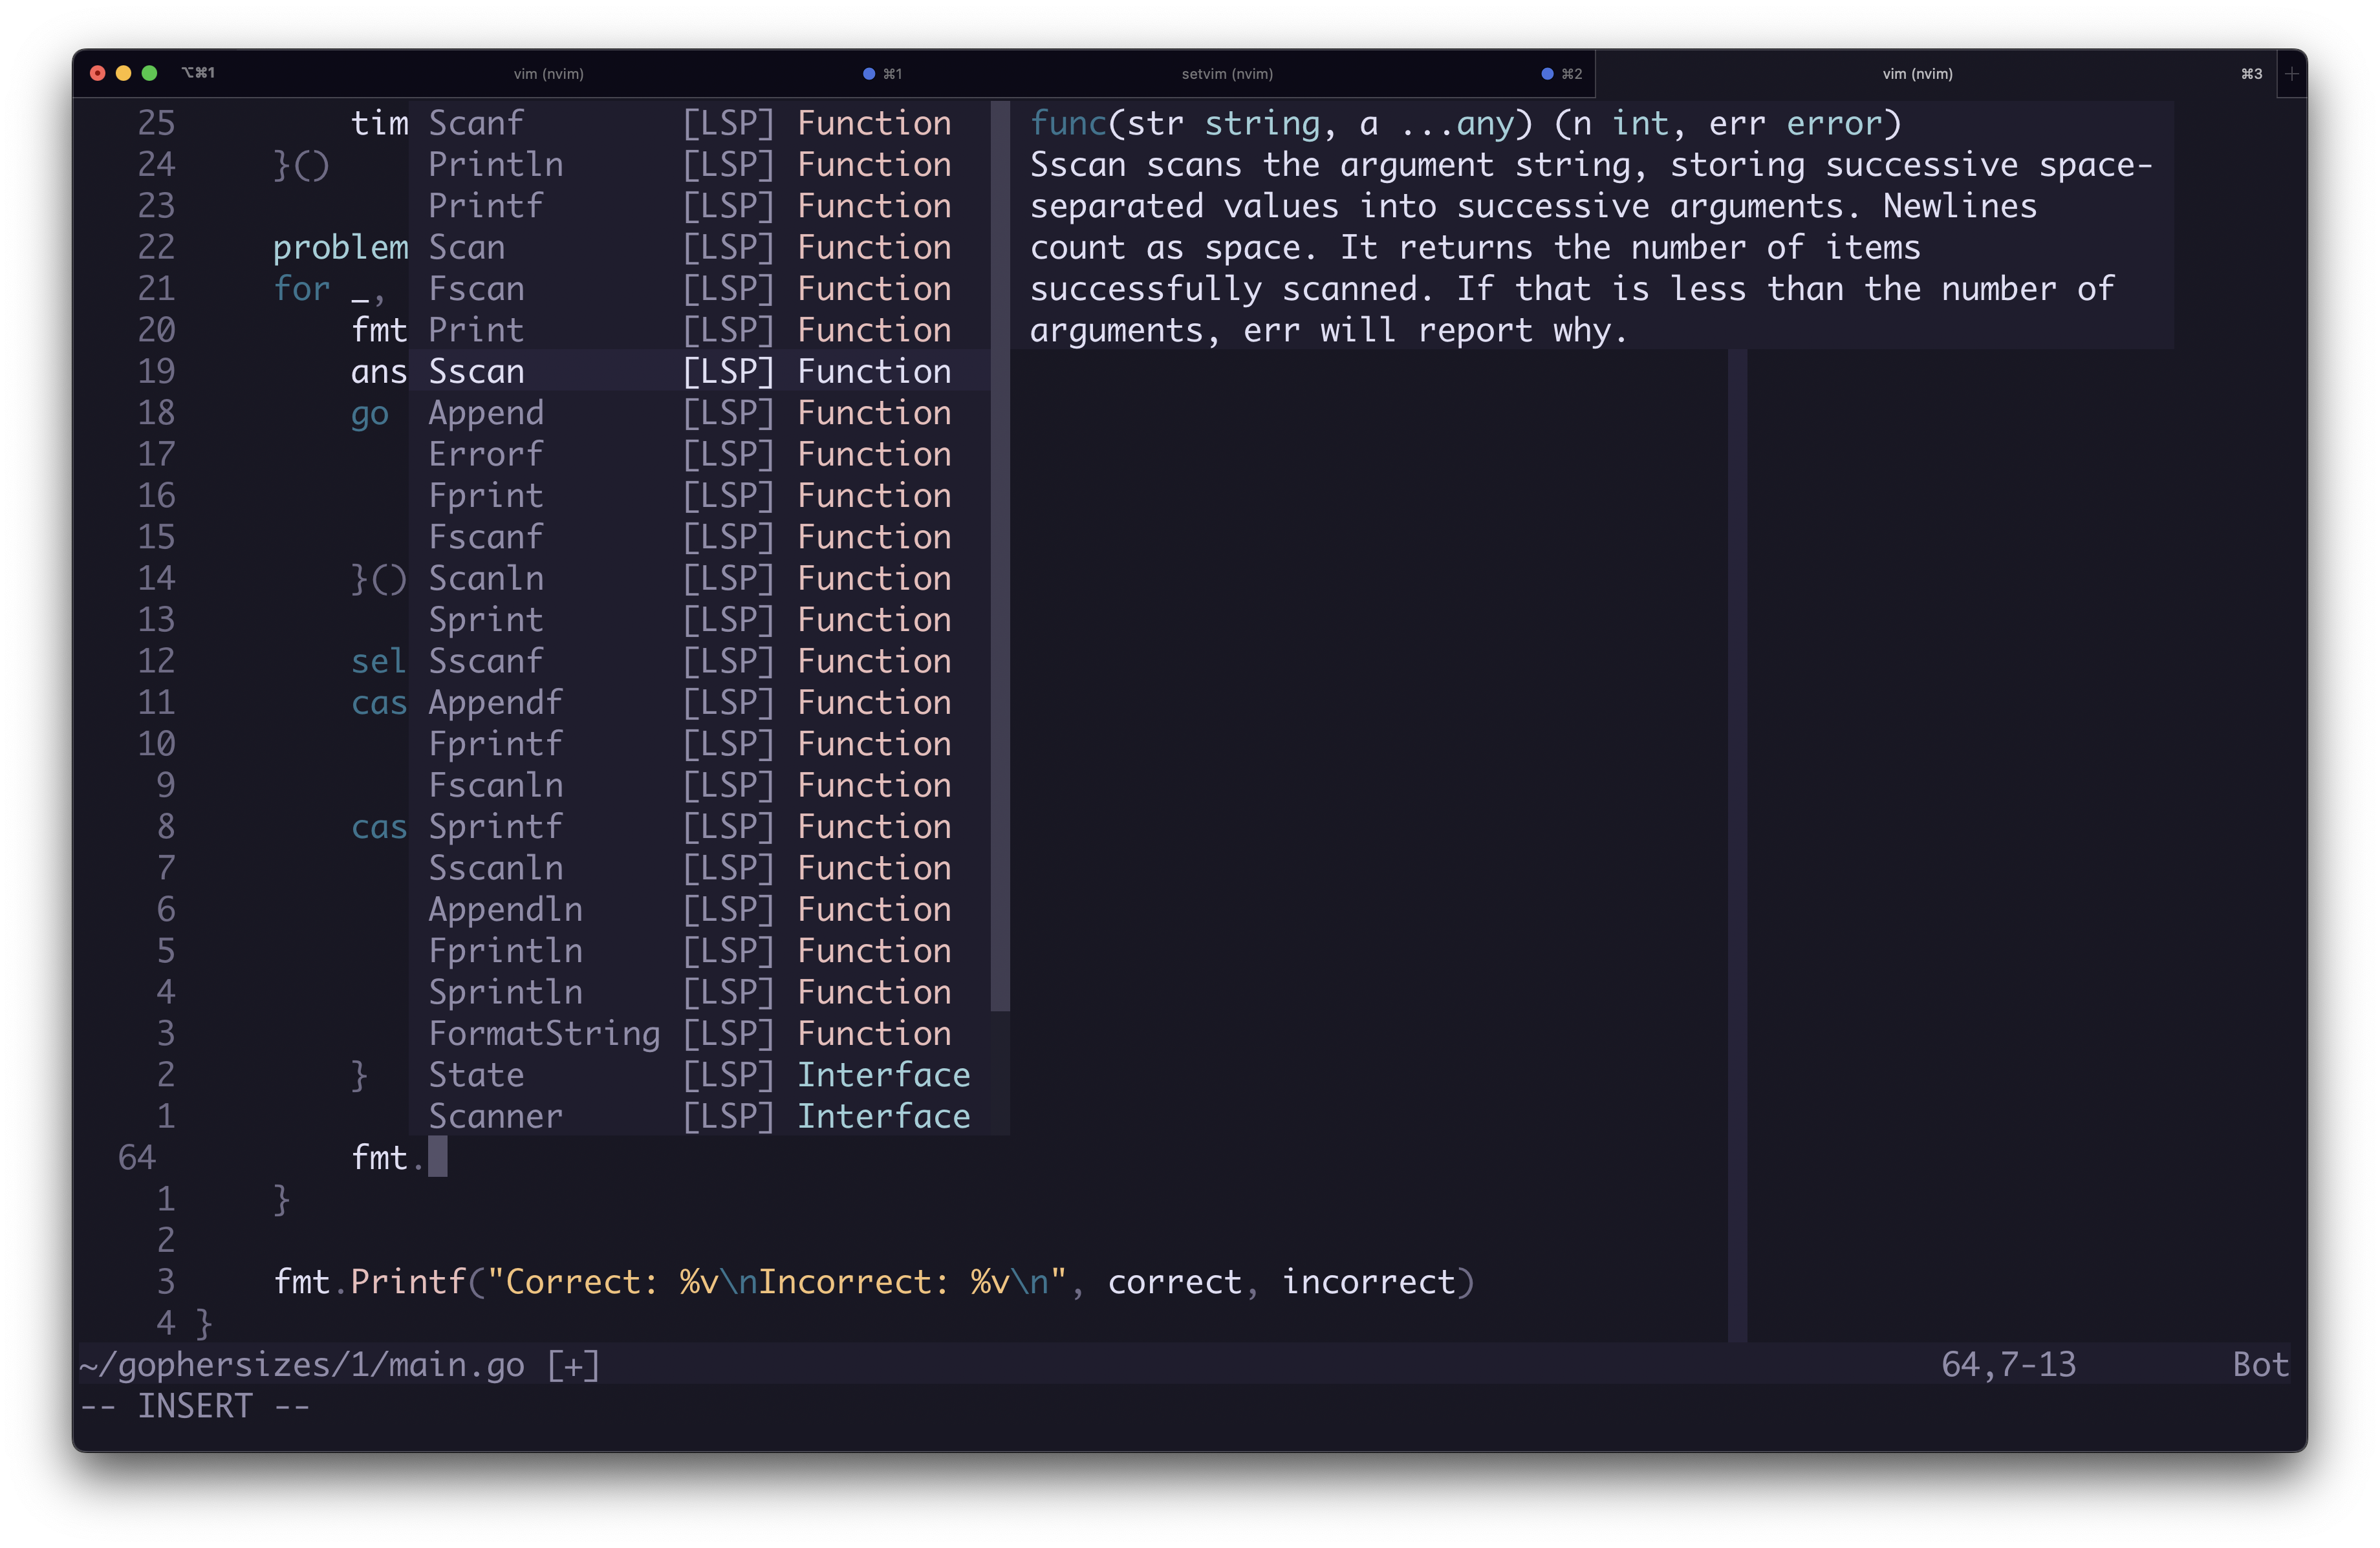 ⌥⌘1 vim (nvim) ⌘1 setvim (nvim) ⌘2 vim (nvim) ⌘3 +
25 tim Scanf [LSP] Function func(str string, a ...any) (n int, err error)
24 }() Println [LSP] Function Sscan scans the argument string, storing successive space-
23 Printf [LSP] Function separated values into successive arguments. Newlines
22 problem Scan [LSP] Function count as space. It returns the number of items
21 for _, Fscan [LSP] Function successfully scanned. If that is less than the number of
20 fmt Print [LSP] Function arguments, err will report why.
19 ans Sscan [LSP] Function
18 go Append [LSP] Function
17 Errorf [LSP] Function
16 Fprint [LSP] Function
15 Fscanf [LSP] Function
14 }() Scanln [LSP] Function
13 Sprint [LSP] Function
12 sel Sscanf [LSP] Function
11 cas Appendf [LSP] Function
10 Fprintf [LSP] Function
9 Fscanln [LSP] Function
8 cas Sprintf [LSP] Function
7 Sscanln [LSP] Function
6 Appendln [LSP] Function
5 Fprintln [LSP] Function
4 Sprintln [LSP] Function
3 FormatString [LSP] Function
2 } State [LSP] Interface
1 Scanner [LSP] Interface
64 fmt.
1 }
2
3 fmt.Printf("Correct: %v\nIncorrect: %v\n", correct, incorrect)
4 }
~/gophersizes/1/main.go [+] 64,7-13 Bot
-- INSERT --